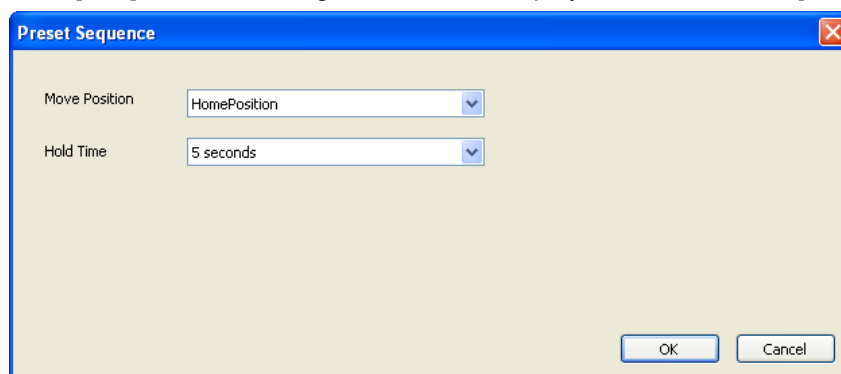 Preset Sequence
Move Position HomePosition
Hold Time 5 seconds
OK Cancel